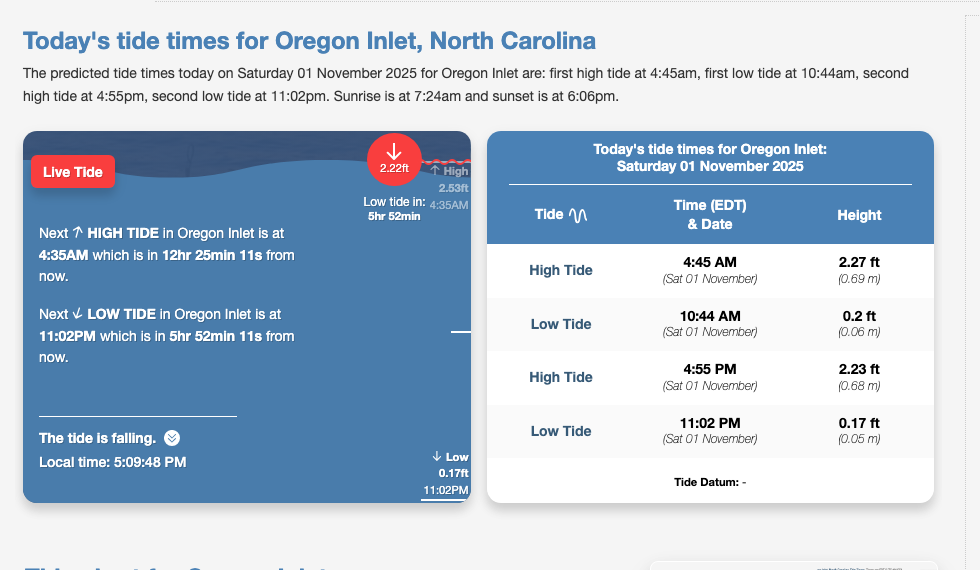 Today's tide times for Oregon Inlet, North Carolina
The predicted tide times today on Saturday 01 November 2025 for Oregon Inlet are: first high tide at 4:45am, first low tide at 10:44am, second
high tide at 4:55pm, second low tide at 11:02pm. Sunrise is at 7:24am and sunset is at 6:06pm.
Live Tide
2.22ft
Low tide in:
5hr 52min
↑ High
2.53ft
4:35AM
Next ↑ HIGH TIDE in Oregon Inlet is at
4:35AM which is in 12hr 25min 11s from
now.
Next ↓ LOW TIDE in Oregon Inlet is at
11:02PM which is in 5hr 52min 11s from
now.
The tide is falling.
Local time: 5:09:48 PM
↓ Low
0.17ft
11:02PM
Today's tide times for Oregon Inlet:
Saturday 01 November 2025
Tide Time (EDT) & Date Height
High Tide 4:45 AM 2.27 ft
(Sat 01 November) (0.69 m)
Low Tide 10:44 AM 0.2 ft
(Sat 01 November) (0.06 m)
High Tide 4:55 PM 2.23 ft
(Sat 01 November) (0.68 m)
Low Tide 11:02 PM 0.17 ft
(Sat 01 November) (0.05 m)
Tide Datum: -